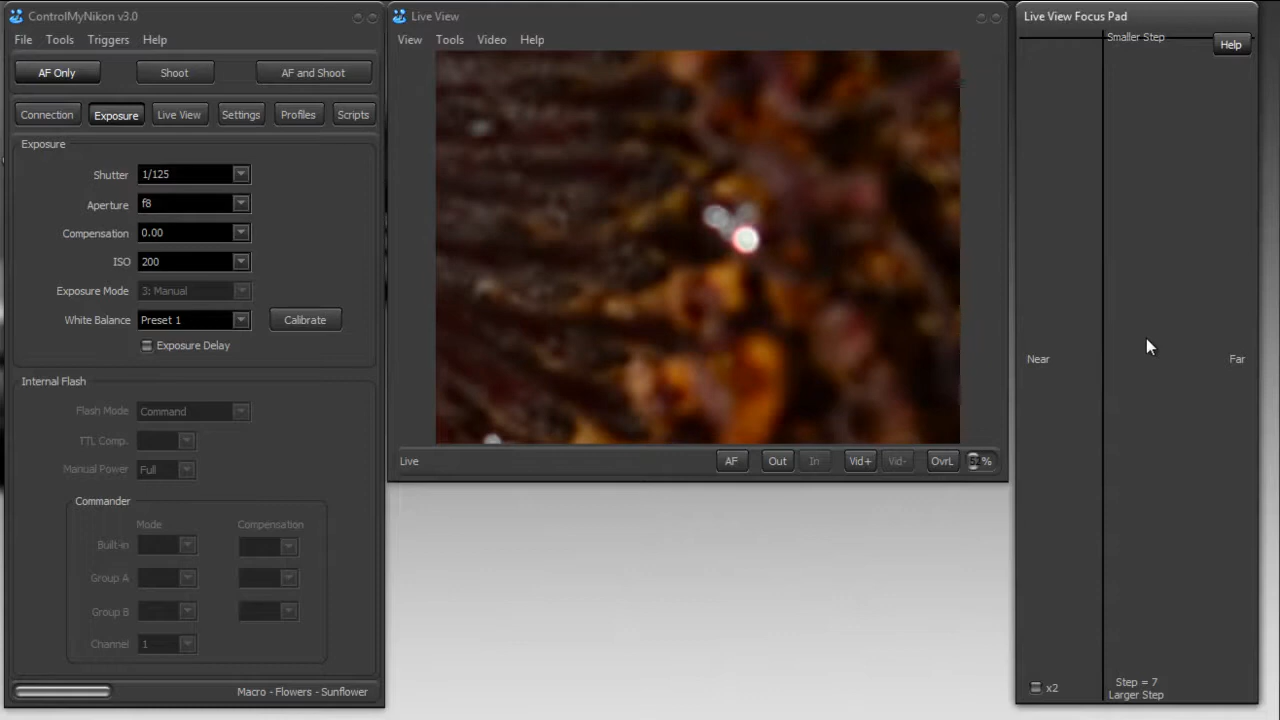 ControlMyNikon v3.0
File Tools Triggers Help
AF Only Shoot AF and Shoot
Connection Exposure Live View Settings Profiles Scripts
Exposure
Shutter 1/125
Aperture f8
Compensation 0.00
ISO 200
Exposure Mode 3: Manual
White Balance Preset 1 Calibrate
Exposure Delay
Internal Flash
Flash Mode Command
TTL Comp.
Manual Power Full
Commander
Mode Compensation
Built-in
Group A
Group B
Channel 1
Macro - Flowers - Sunflower
Live View
View Tools Video Help
Live AF Out In Vid+ Vid- OvrL
Live View Focus Pad
Smaller Step
Help
Near Far
Step = 7
x2 Larger Step